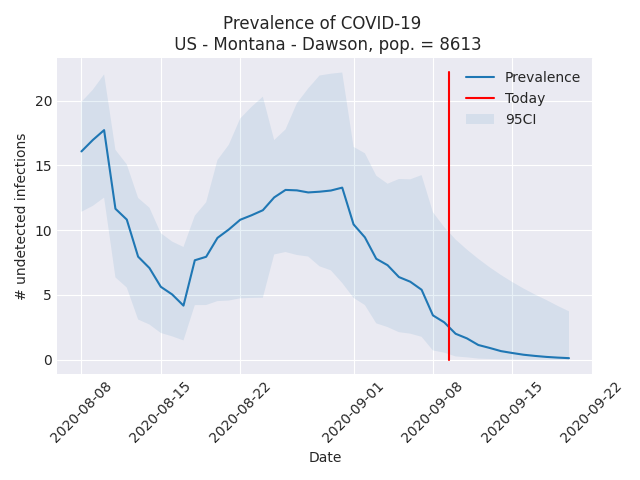 Prevalence of COVID-19
US - Montana - Dawson, pop. = 8613
Prevalence
Today
95CI
# undetected infections
20
15
10
5
0
2020-08-08
2020-08-15
2020-08-22
2020-09-01
2020-09-08
2020-09-15
2020-09-22
Date